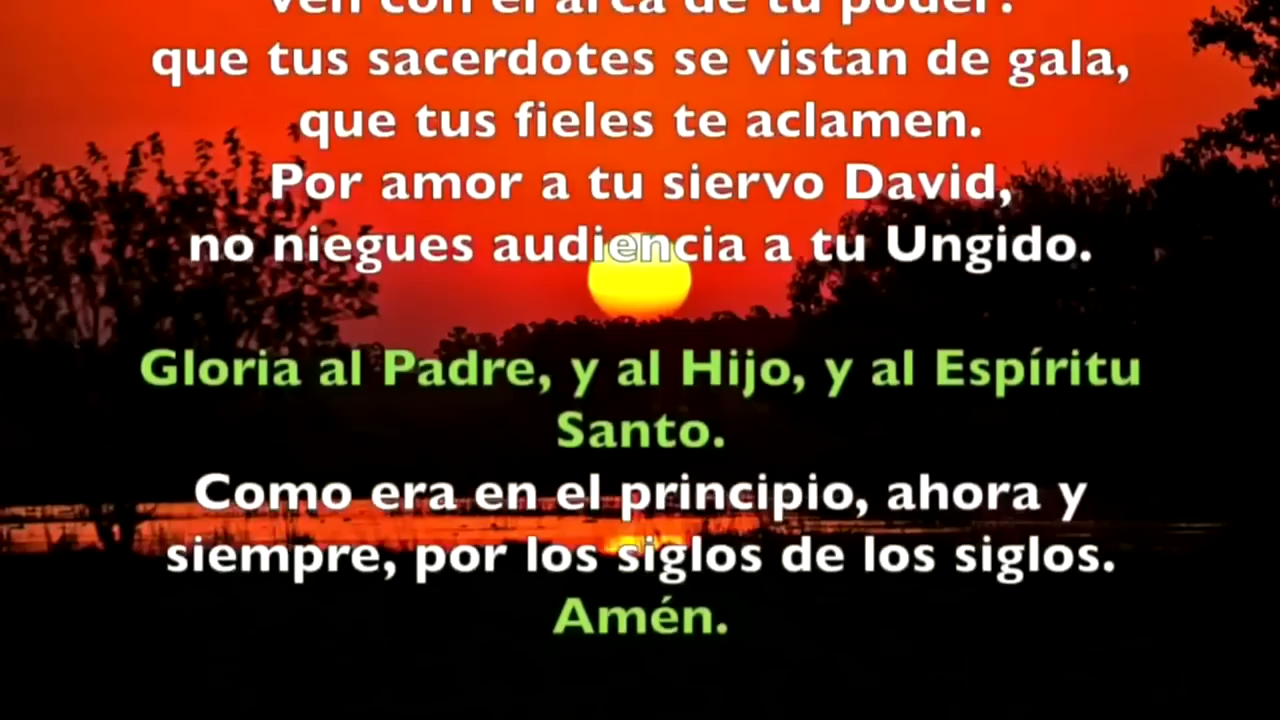 ven con el arca de tu poder:
que tus sacerdotes se vistan de gala,
que tus fieles te aclamen.
Por amor a tu siervo David,
no niegues audiencia a tu Ungido.
Gloria al Padre, y al Hijo, y al Espíritu
Santo.
Como era en el principio, ahora y
siempre, por los siglos de los siglos.
Amén.